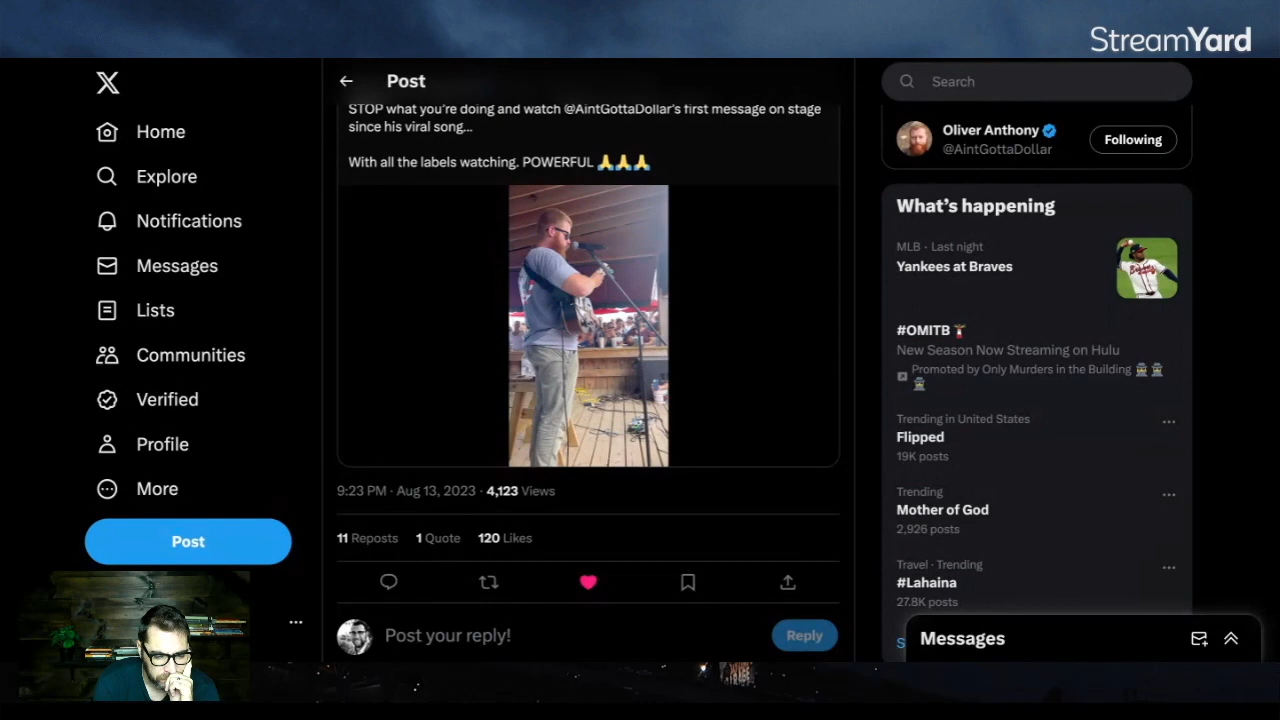 StreamYard
Home
Explore
Notifications
Messages
Lists
Communities
Verified
Profile
More
Post
Post
STOP what you're doing and watch @AintGottaDollar's first message on stage
since his viral song...
With all the labels watching. POWERFUL 🙏🙏🙏
9:23 PM · Aug 13, 2023 · 4,123 Views
11 Reposts 1 Quote 120 Likes
Post your reply!
Reply
Search
Oliver Anthony
@AintGottaDollar
Following
What's happening
MLB · Last night
Yankees at Braves
#OMITB
New Season Now Streaming on Hulu
Promoted by Only Murders in the Building
Trending in United States
Flipped
19K posts
Trending
Mother of God
2,926 posts
Travel · Trending
#Lahaina
27.8K posts
S
Messages